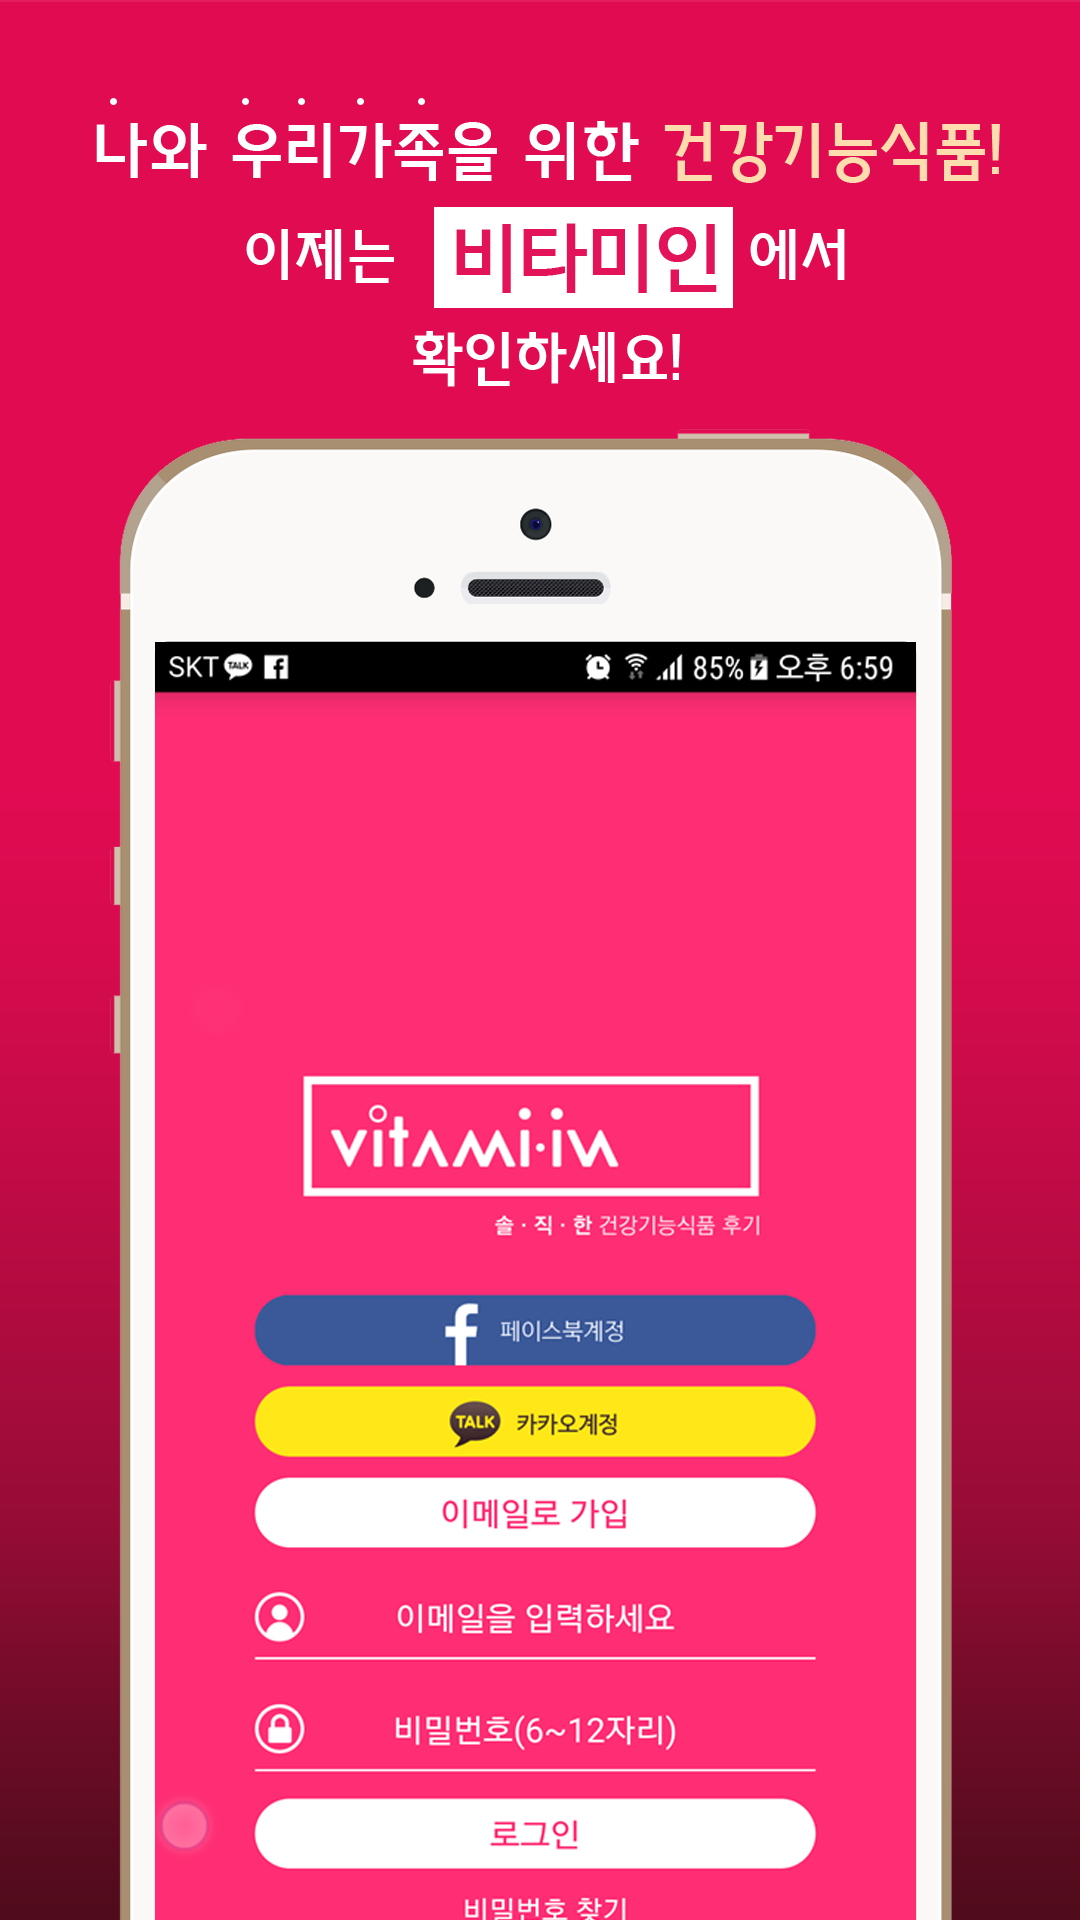 나와 우리가족을 위한 건강기능식품!
이제는 비타미인 에서
확인하세요!
SKT TALK 85% 오후 6:59
vitami·in
솔·직·한 건강기능식품 후기
페이스북계정
TALK 카카오계정
이메일로 가입
이메일을 입력하세요
비밀번호(6~12자리)
로그인
비밀번호 찾기